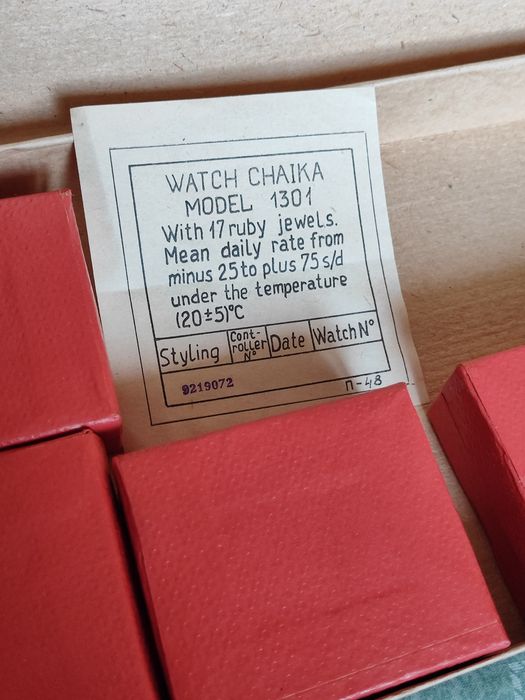 WATCH CHAIKA
MODEL 1301
With 17 ruby jewels.
Mean daily rate from
minus 25 to plus 75 s/d
under the temperature
(20±5)°C
Styling Cont-roller N° Date Watch N°
9219072
п-48